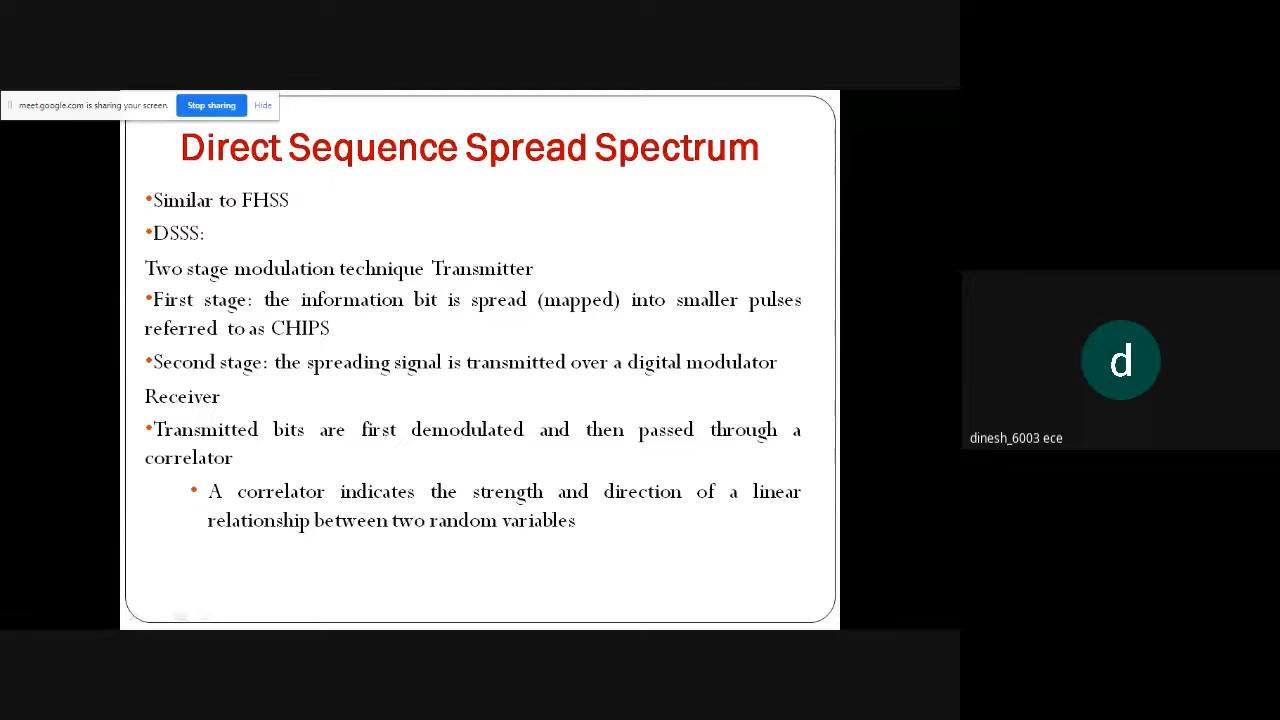 meet.google.com is sharing your screen. Stop sharing Hide
Direct Sequence Spread Spectrum
•Similar to FHSS
•DSSS:
Two stage modulation technique Transmitter
•First stage: the information bit is spread (mapped) into smaller pulses
referred to as CHIPS
•Second stage: the spreading signal is transmitted over a digital modulator
Receiver
•Transmitted bits are first demodulated and then passed through a
correlator
• A correlator indicates the strength and direction of a linear
relationship between two random variables
d
dinesh_6003 ece